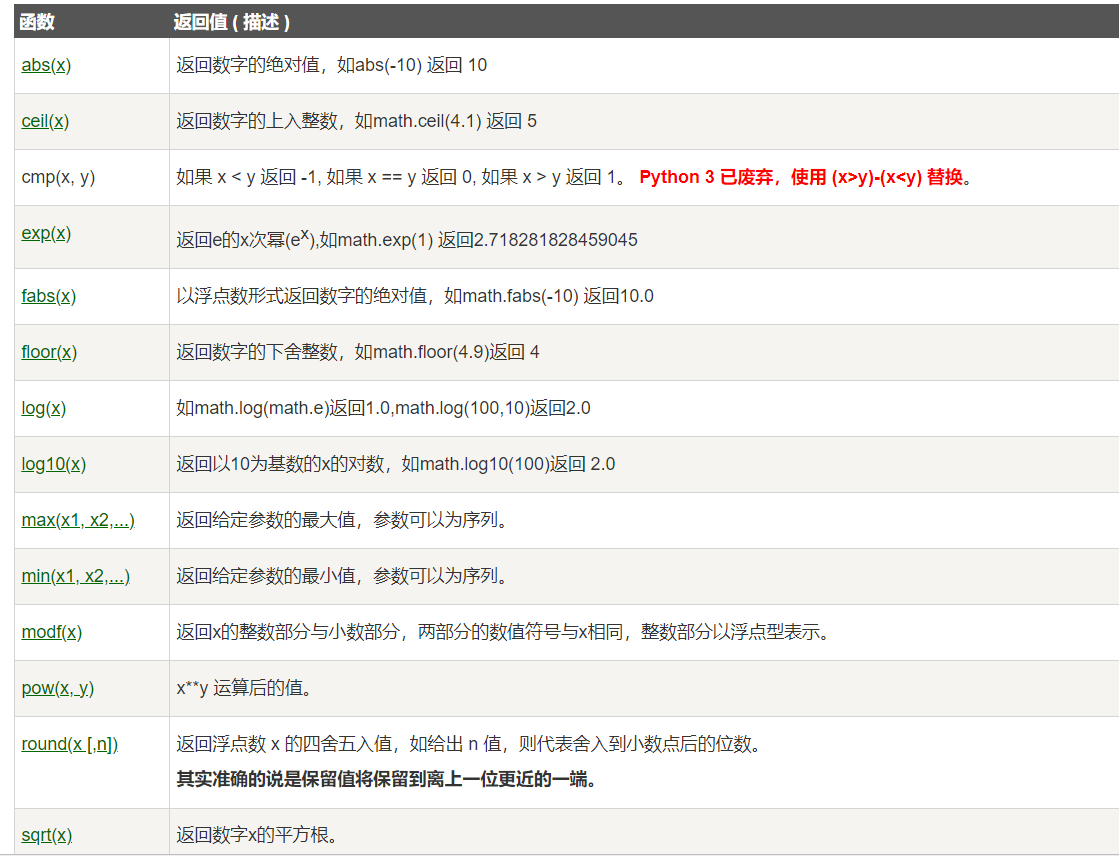 函数 返回值 ( 描述 )
abs(x) 返回数字的绝对值，如abs(-10) 返回 10
ceil(x) 返回数字的上入整数，如math.ceil(4.1) 返回 5
cmp(x, y) 如果 x < y 返回 -1, 如果 x == y 返回 0, 如果 x > y 返回 1。 Python 3 已废弃，使用 (x>y)-(x<y) 替换。
exp(x) 返回e的x次幂(eˣ),如math.exp(1) 返回2.718281828459045
fabs(x) 以浮点数形式返回数字的绝对值，如math.fabs(-10) 返回10.0
floor(x) 返回数字的下舍整数，如math.floor(4.9)返回 4
log(x) 如math.log(math.e)返回1.0,math.log(100,10)返回2.0
log10(x) 返回以10为基数的x的对数，如math.log10(100)返回 2.0
max(x1, x2,...) 返回给定参数的最大值，参数可以为序列。
min(x1, x2,...) 返回给定参数的最小值，参数可以为序列。
modf(x) 返回x的整数部分与小数部分，两部分的数值符号与x相同，整数部分以浮点型表示。
pow(x, y) x**y 运算后的值。
round(x [,n]) 返回浮点数 x 的四舍五入值，如给出 n 值，则代表舍入到小数点后的位数。
其实准确的说是保留值将保留到离上一位更近的一端。
sqrt(x) 返回数字x的平方根。